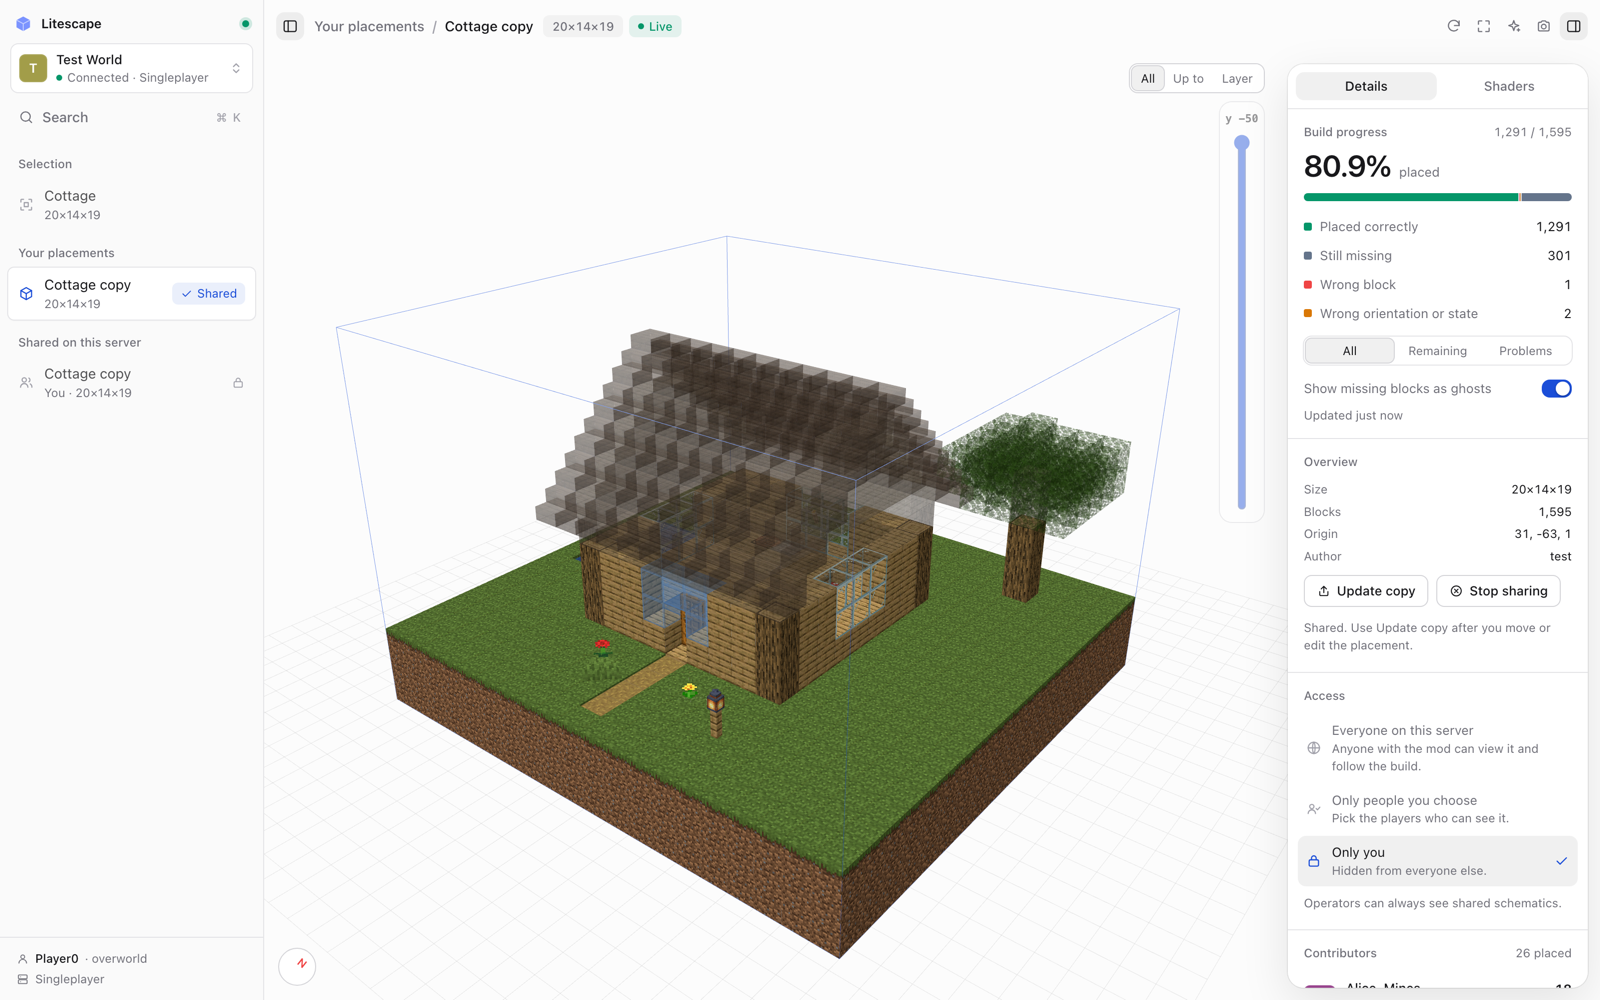 Litescape
T
Test World
Connected · Singleplayer
Search
⌘ K
Selection
Cottage
20×14×19
Your placements
Cottage copy
20×14×19
Shared
Shared on this server
Cottage copy
You · 20×14×19
Player0 · overworld
Singleplayer
Your placements / Cottage copy
20×14×19
Live
All
Up to
Layer
y −50
N
Details
Shaders
Build progress
1,291 / 1,595
80.9% placed
Placed correctly
1,291
Still missing
301
Wrong block
1
Wrong orientation or state
2
All
Remaining
Problems
Show missing blocks as ghosts
Updated just now
Overview
Size
20×14×19
Blocks
1,595
Origin
31, -63, 1
Author
test
Update copy
Stop sharing
Shared. Use Update copy after you move or
edit the placement.
Access
Everyone on this server
Anyone with the mod can view it and
follow the build.
Only people you choose
Pick the players who can see it.
Only you
Hidden from everyone else.
Operators can always see shared schematics.
Contributors
26 placed